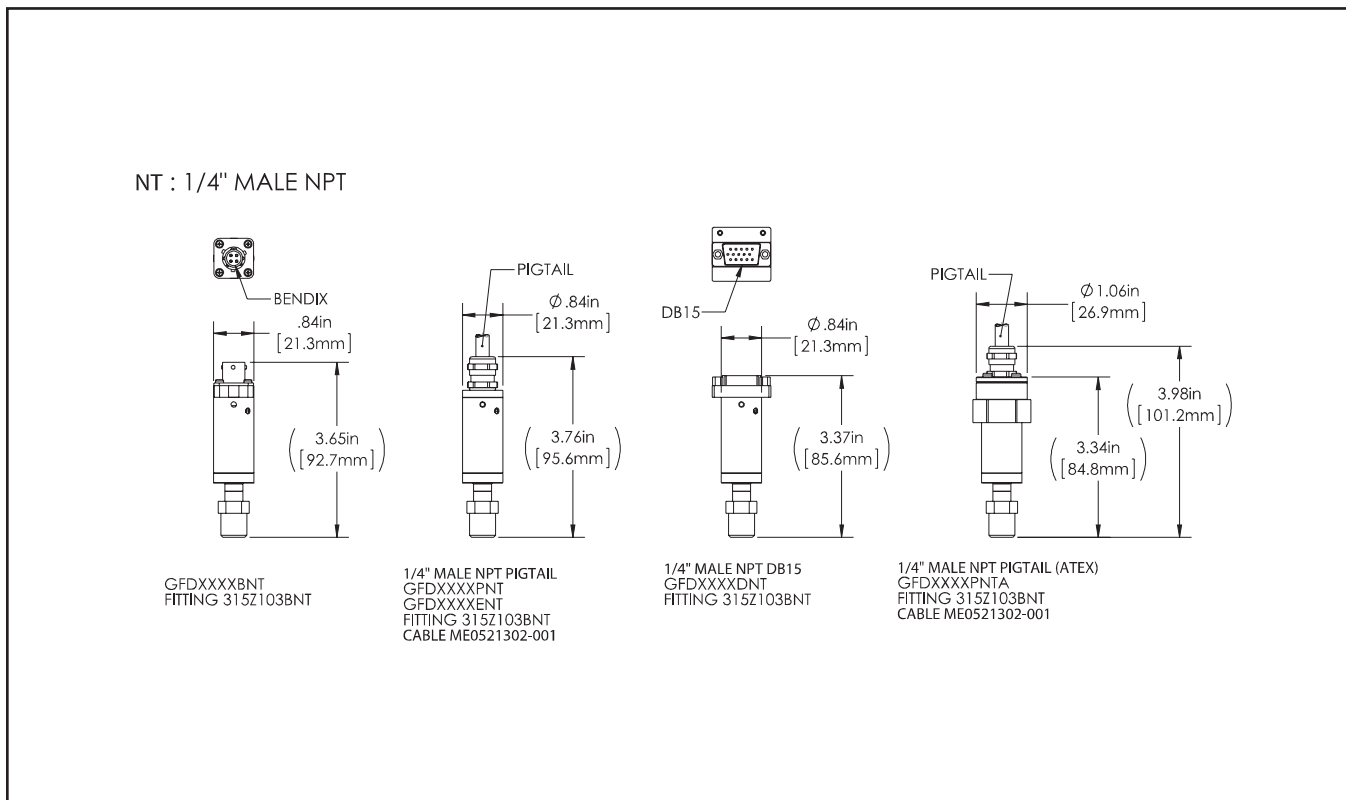 NT : 1/4" MALE NPT
BENDIX
.84in
[21.3mm]
3.65in
[92.7mm]
GFDXXXXBNT
FITTING 315Z103BNT
PIGTAIL
Ø .84in
[21.3mm]
3.76in
[95.6mm]
1/4" MALE NPT PIGTAIL
GFDXXXXPNT
GFDXXXXENT
FITTING 315Z103BNT
CABLE ME0521302-001
DB15
Ø .84in
[21.3mm]
3.37in
[85.6mm]
1/4" MALE NPT DB15
GFDXXXXDNT
FITTING 315Z103BNT
PIGTAIL
Ø 1.06in
[26.9mm]
3.98in
[101.2mm]
3.34in
[84.8mm]
1/4" MALE NPT PIGTAIL (ATEX)
GFDXXXXPNTA
FITTING 315Z103BNT
CABLE ME0521302-001